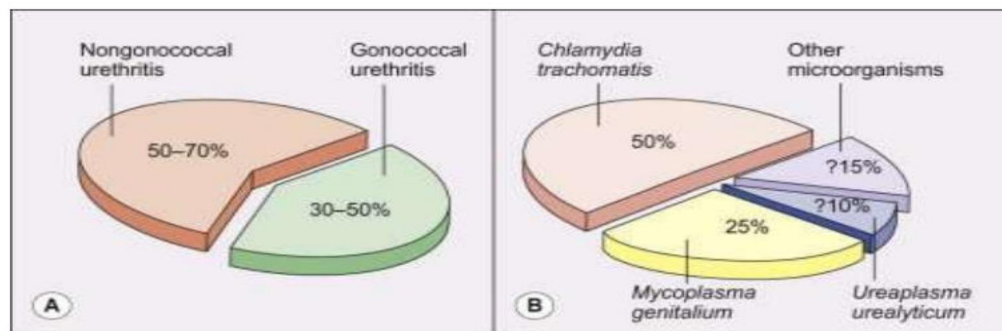 Nongonococcal
urethritis
Gonococcal
urethritis
50–70%
30–50%
A
Chlamydia
trachomatis
Other
microorganisms
50%
?15%
?10%
25%
Mycoplasma
genitalium
Ureaplasma
urealyticum
B